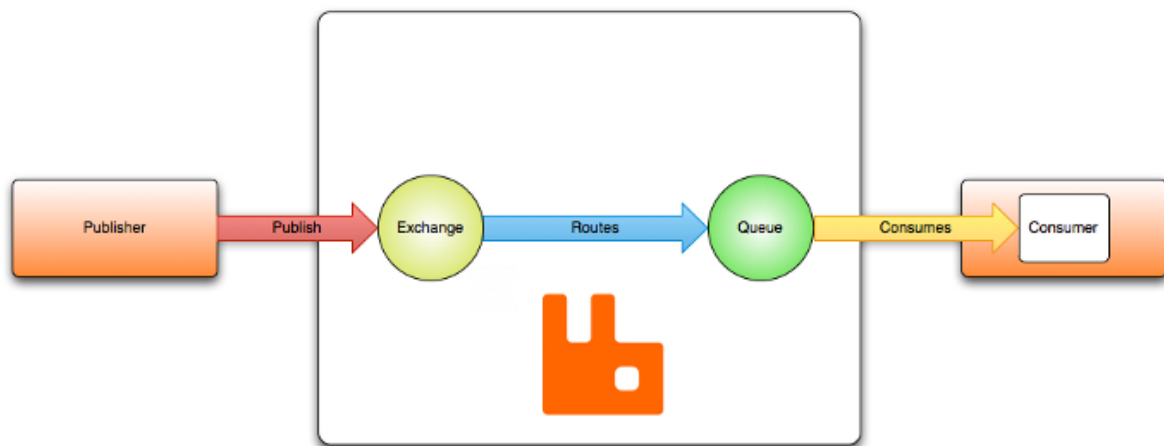 Publisher
Publish
Exchange
Routes
Queue
Consumes
Consumer